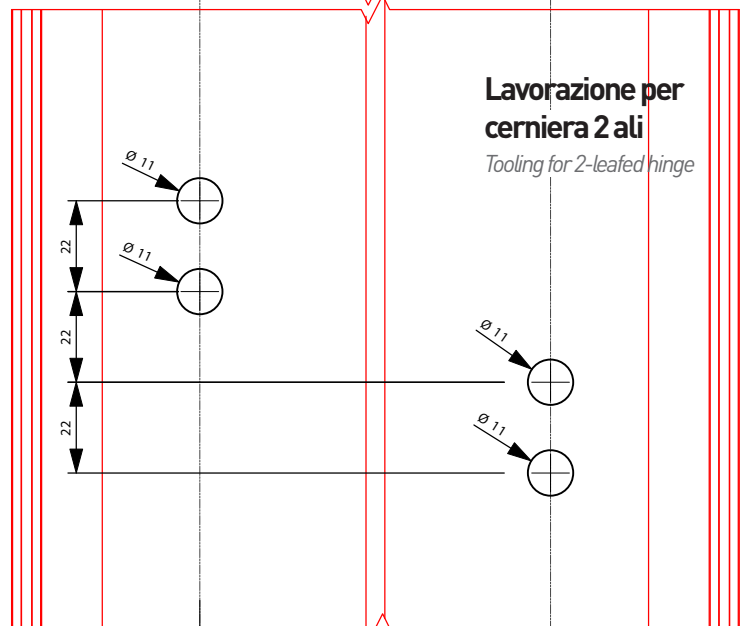 Lavorazione per
cerniera 2 ali
Tooling for 2-leafed hinge
Ø 11
22
Ø 11
22
Ø 11
22
Ø 11